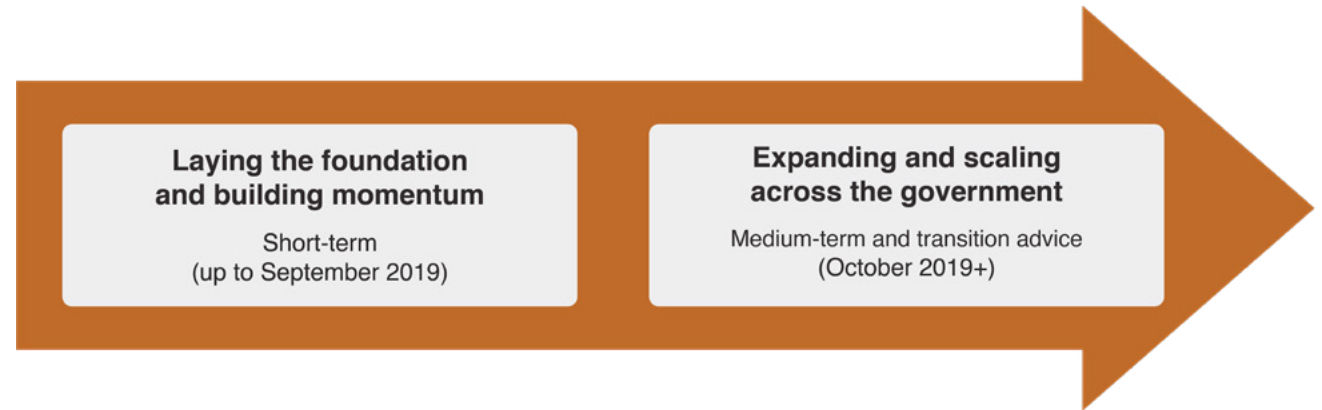 Laying the foundation
and building momentum
Short-term
(up to September 2019)
Expanding and scaling
across the government
Medium-term and transition advice
(October 2019+)